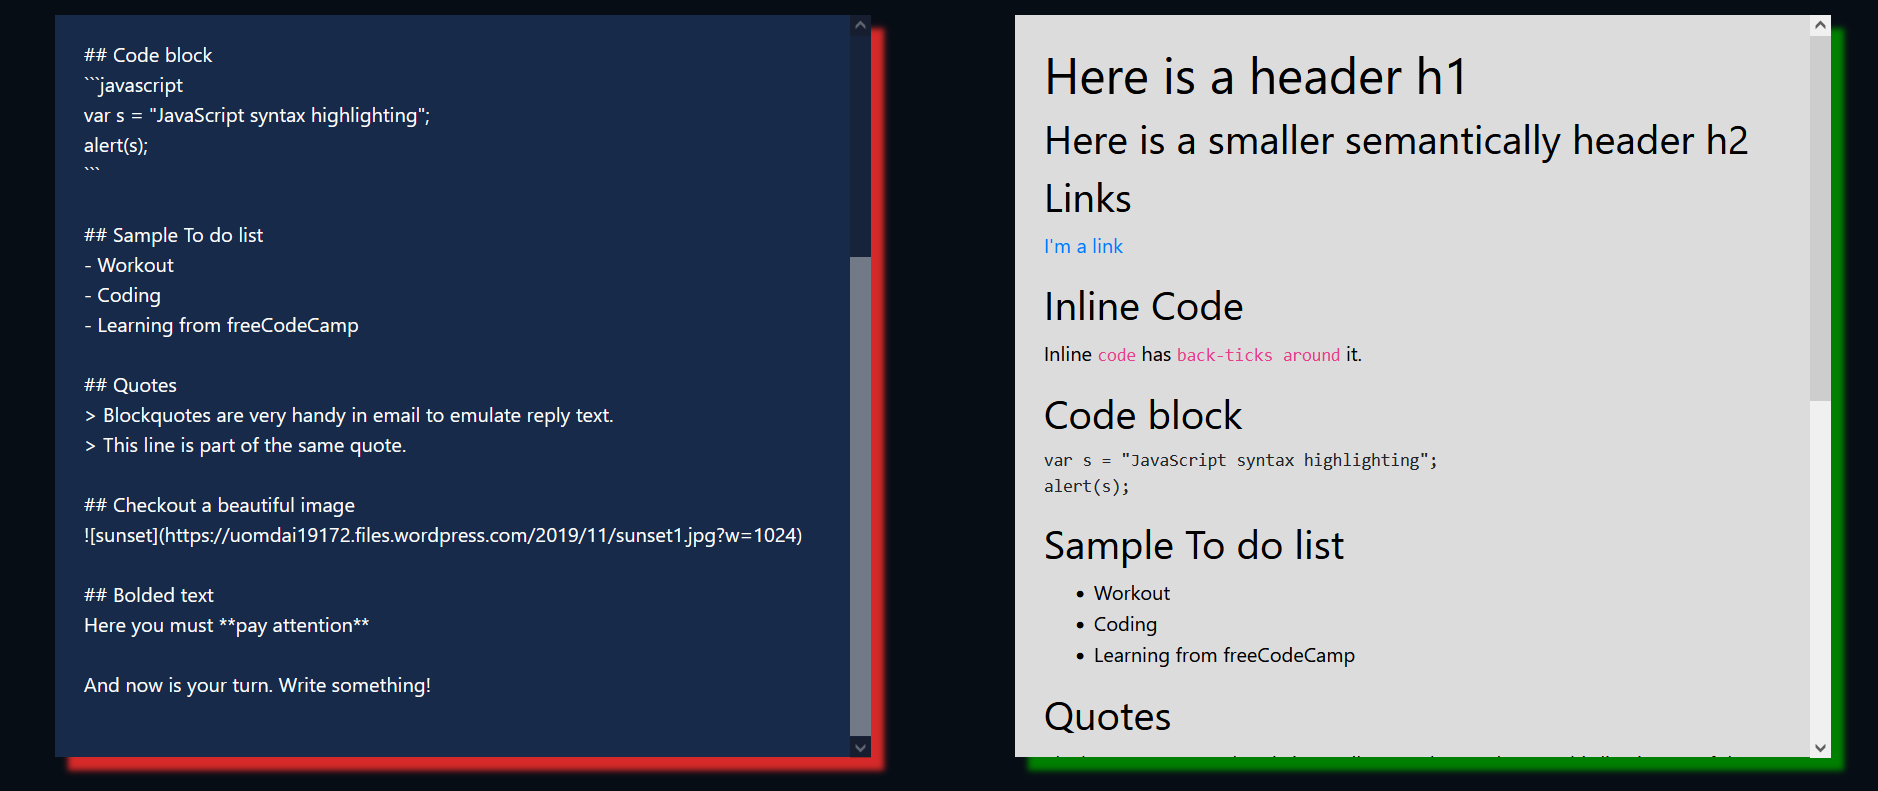 ## Code block
```javascript
var s = "JavaScript syntax highlighting";
alert(s);
```
## Sample To do list
- Workout
- Coding
- Learning from freeCodeCamp
## Quotes
> Blockquotes are very handy in email to emulate reply text.
> This line is part of the same quote.
## Checkout a beautiful image
![sunset](https://uomdai19172.files.wordpress.com/2019/11/sunset1.jpg?w=1024)
## Bolded text
Here you must **pay attention**
And now is your turn. Write something!
Here is a header h1
Here is a smaller semantically header h2
Links
I'm a link
Inline Code
Inline code has back-ticks around it.
Code block
var s = "JavaScript syntax highlighting";
alert(s);
Sample To do list
• Workout
• Coding
• Learning from freeCodeCamp
Quotes